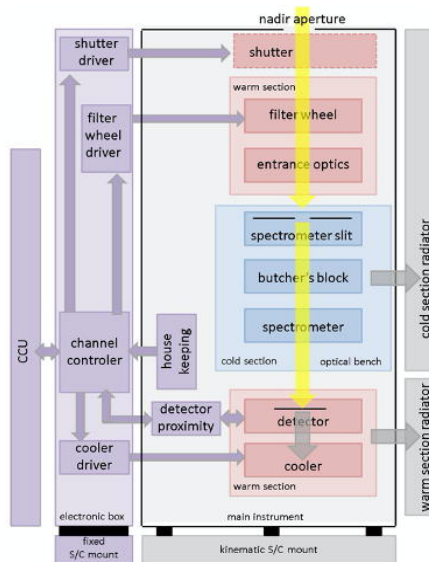 nadir aperture
shutter
driver
shutter
warm section
filter
wheel
driver
filter wheel
entrance optics
spectrometer slit
butcher's block
spectrometer
cold section
optical bench
cold section radiator
CCU
channel
controler
house
keeping
detector
proximity
detector
cooler
driver
cooler
warm section
warm section radiator
electronic box
main instrument
fixed
S/C mount
kinematic S/C mount